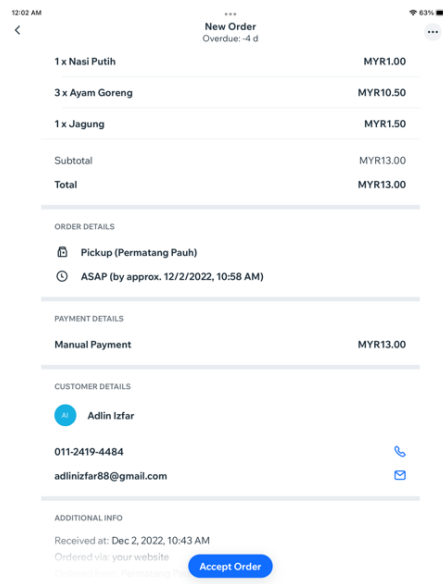 12:02 AM
63%
New Order
Overdue: -4 d
1 x Nasi Putih MYR1.00
3 x Ayam Goreng MYR10.50
1 x Jagung MYR1.50
Subtotal MYR13.00
Total MYR13.00
ORDER DETAILS
Pickup (Permatang Pauh)
ASAP (by approx. 12/2/2022, 10:58 AM)
PAYMENT DETAILS
Manual Payment MYR13.00
CUSTOMER DETAILS
AI Adlin Izfar
011-2419-4484
adlinizfar88@gmail.com
ADDITIONAL INFO
Received at: Dec 2, 2022, 10:43 AM
Ordered via: your website
Accept Order